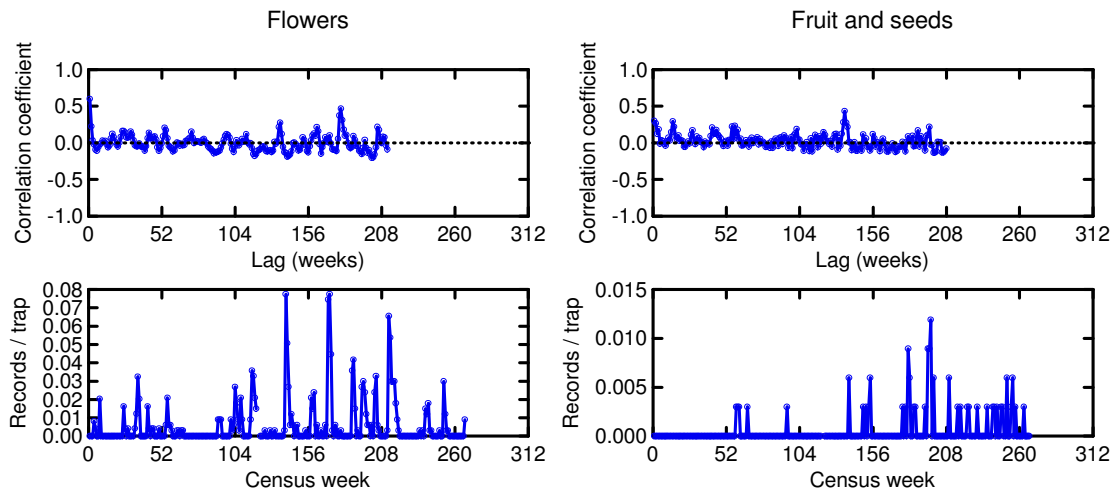 Flowers
Fruit and seeds
Correlation coefficient
1.0
0.5
0.0
-0.5
-1.0
0 52 104 156 208 260 312
Lag (weeks)
Correlation coefficient
1.0
0.5
0.0
-0.5
-1.0
0 52 104 156 208 260 312
Lag (weeks)
Records / trap
0.08
0.07
0.06
0.05
0.04
0.03
0.02
0.01
0.00
0 52 104 156 208 260 312
Census week
Records / trap
0.015
0.010
0.005
0.000
0 52 104 156 208 260 312
Census week